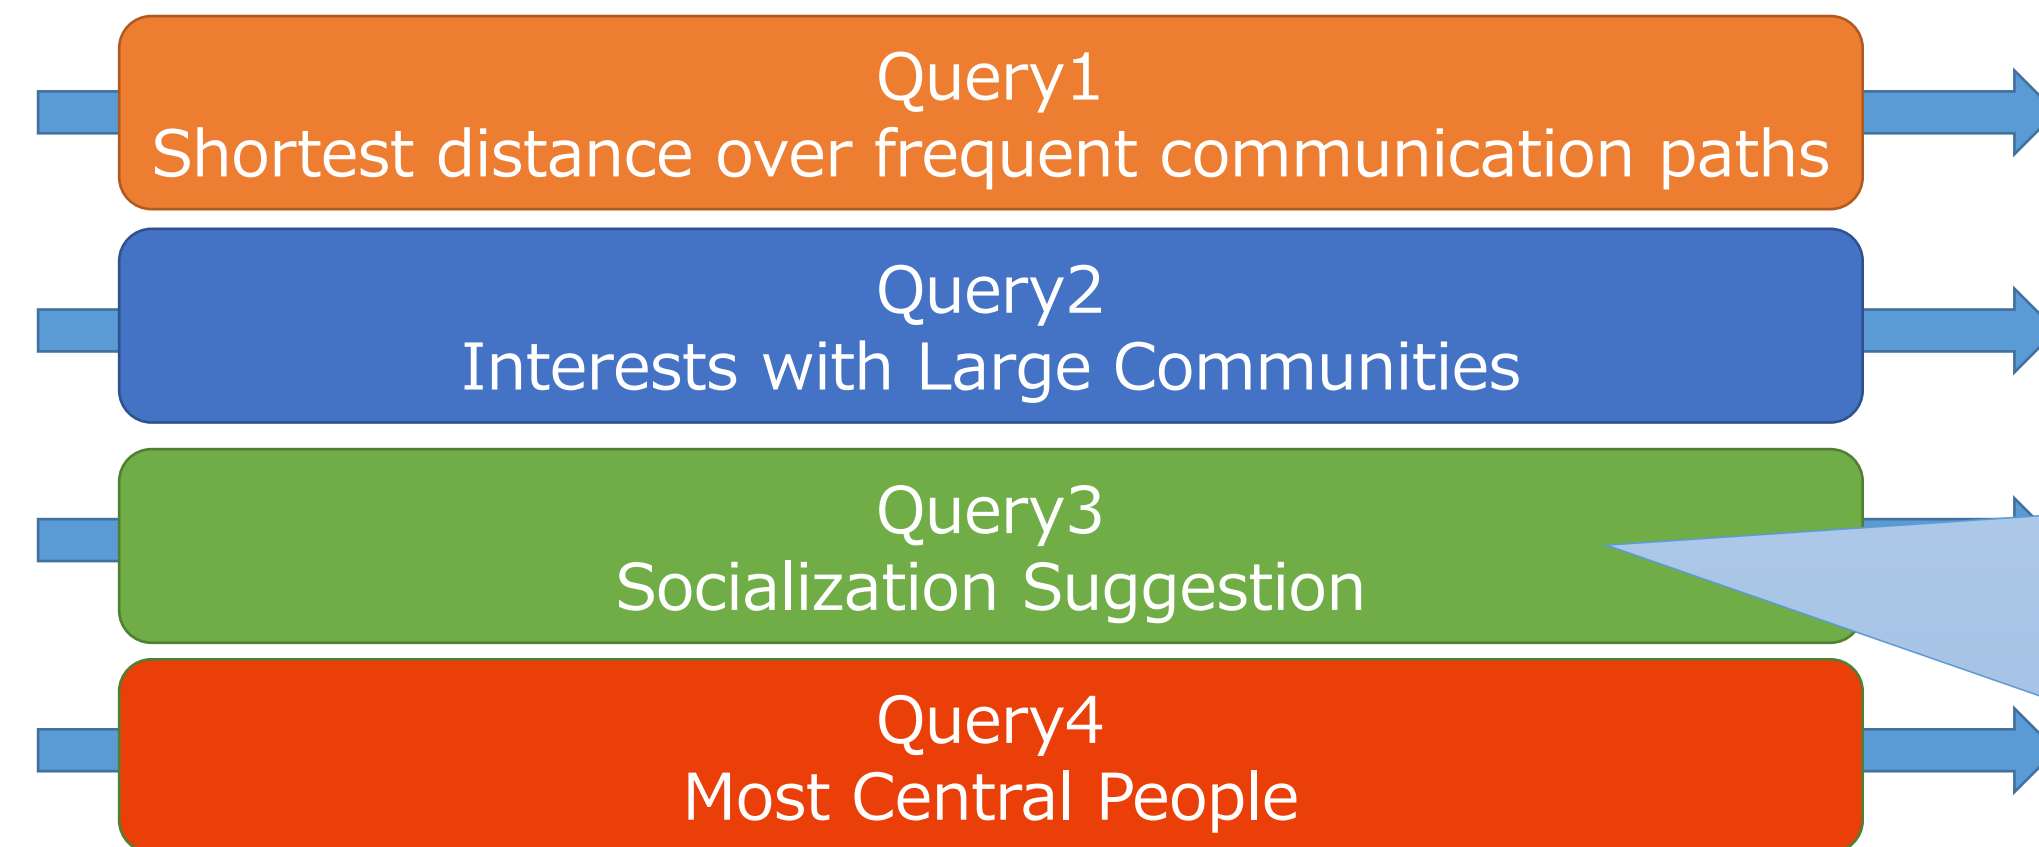 Query1
Shortest distance over frequent communication paths
Query2
Interests with Large Communities
Query3
Socialization Suggestion
Query4
Most Central People